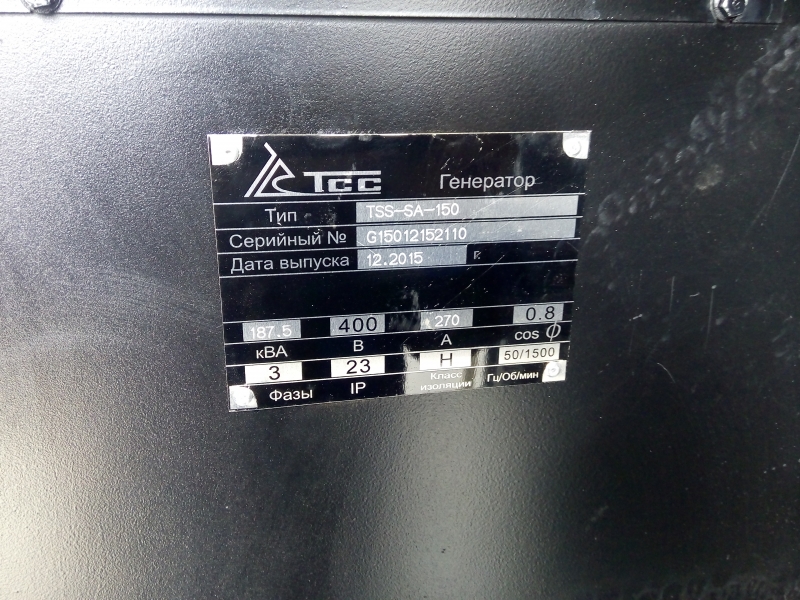 ТСС Генератор
Тип TSS-SA-150
Серийный № G15012152110
Дата выпуска 12.2015 г.
187.5 400 270 0.8
кВА В А cos ϕ
3 23 H 50/1500
Фазы IP Класс изоляции Гц/Об/мин